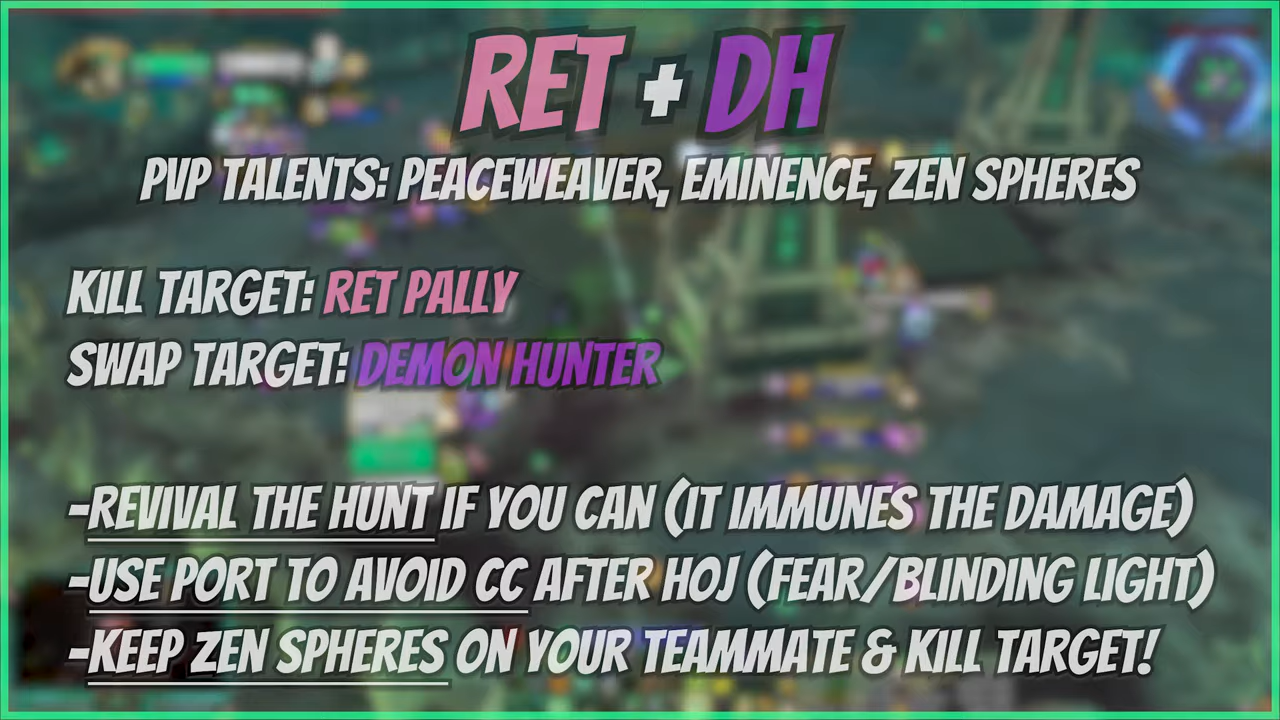 RET + DH
PVP TALENTS: PEACEWEAVER, EMINENCE, ZEN SPHERES
KILL TARGET: RET PALLY
SWAP TARGET: DEMON HUNTER
-REVIVAL THE HUNT IF YOU CAN (IT IMMUNES THE DAMAGE)
-USE PORT TO AVOID CC AFTER HOJ (FEAR/BLINDING LIGHT)
-KEEP ZEN SPHERES ON YOUR TEAMMATE & KILL TARGET!